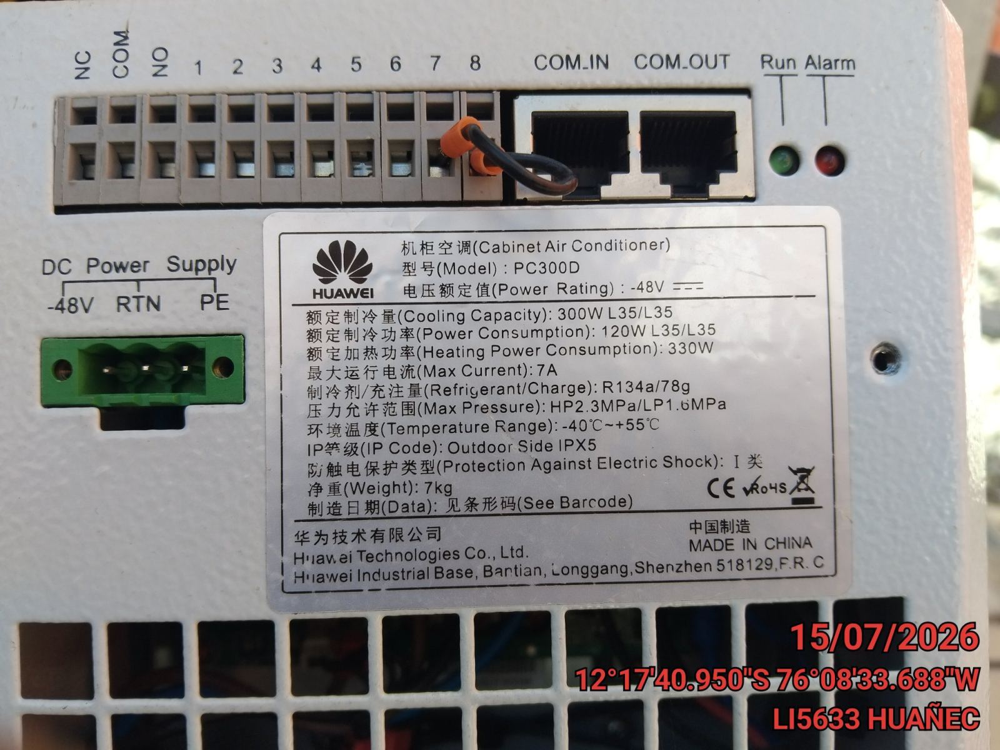 NC COM NO 1 2 3 4 5 6 7 8 COM_IN COM_OUT Run Alarm
DC Power Supply
-48V RTN PE
HUAWEI
机柜空调(Cabinet Air Conditioner)
型号(Model) : PC300D
电压额定值(Power Rating) : -48V
额定制冷量(Cooling Capacity): 300W L35/L35
额定制冷功率(Power Consumption): 120W L35/L35
额定加热功率(Heating Power Consumption): 330W
最大运行电流(Max Current): 7A
制冷剂/充注量(Refrigerant/Charge): R134a/78g
压力允许范围(Max Pressure): HP2.3MPa/LP1.6MPa
环境温度(Temperature Range): -40℃~+55℃
IP等级(IP Code): Outdoor Side IPX5
防触电保护类型(Protection Against Electric Shock): I 类
净重(Weight): 7kg
CE RoHS
制造日期(Data): 见条形码(See Barcode)
华为技术有限公司
中国制造
Huawei Technologies Co., Ltd.
MADE IN CHINA
Huawei Industrial Base, Bantian, Longgang, Shenzhen 518129, P.R. C
15/07/2026
12°17'40.950"S 76°08'33.688"W
LI5633 HUAÑEC